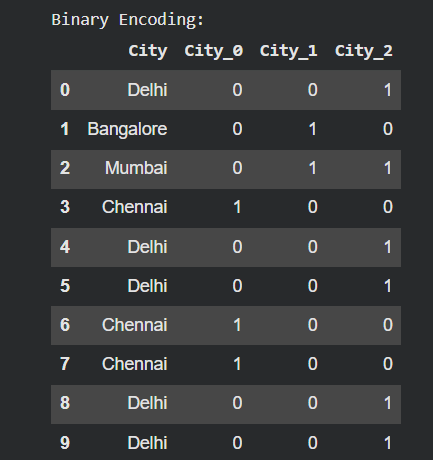 Binary Encoding:
City City_0 City_1 City_2
0 Delhi 0 0 1
1 Bangalore 0 1 0
2 Mumbai 0 1 1
3 Chennai 1 0 0
4 Delhi 0 0 1
5 Delhi 0 0 1
6 Chennai 1 0 0
7 Chennai 1 0 0
8 Delhi 0 0 1
9 Delhi 0 0 1